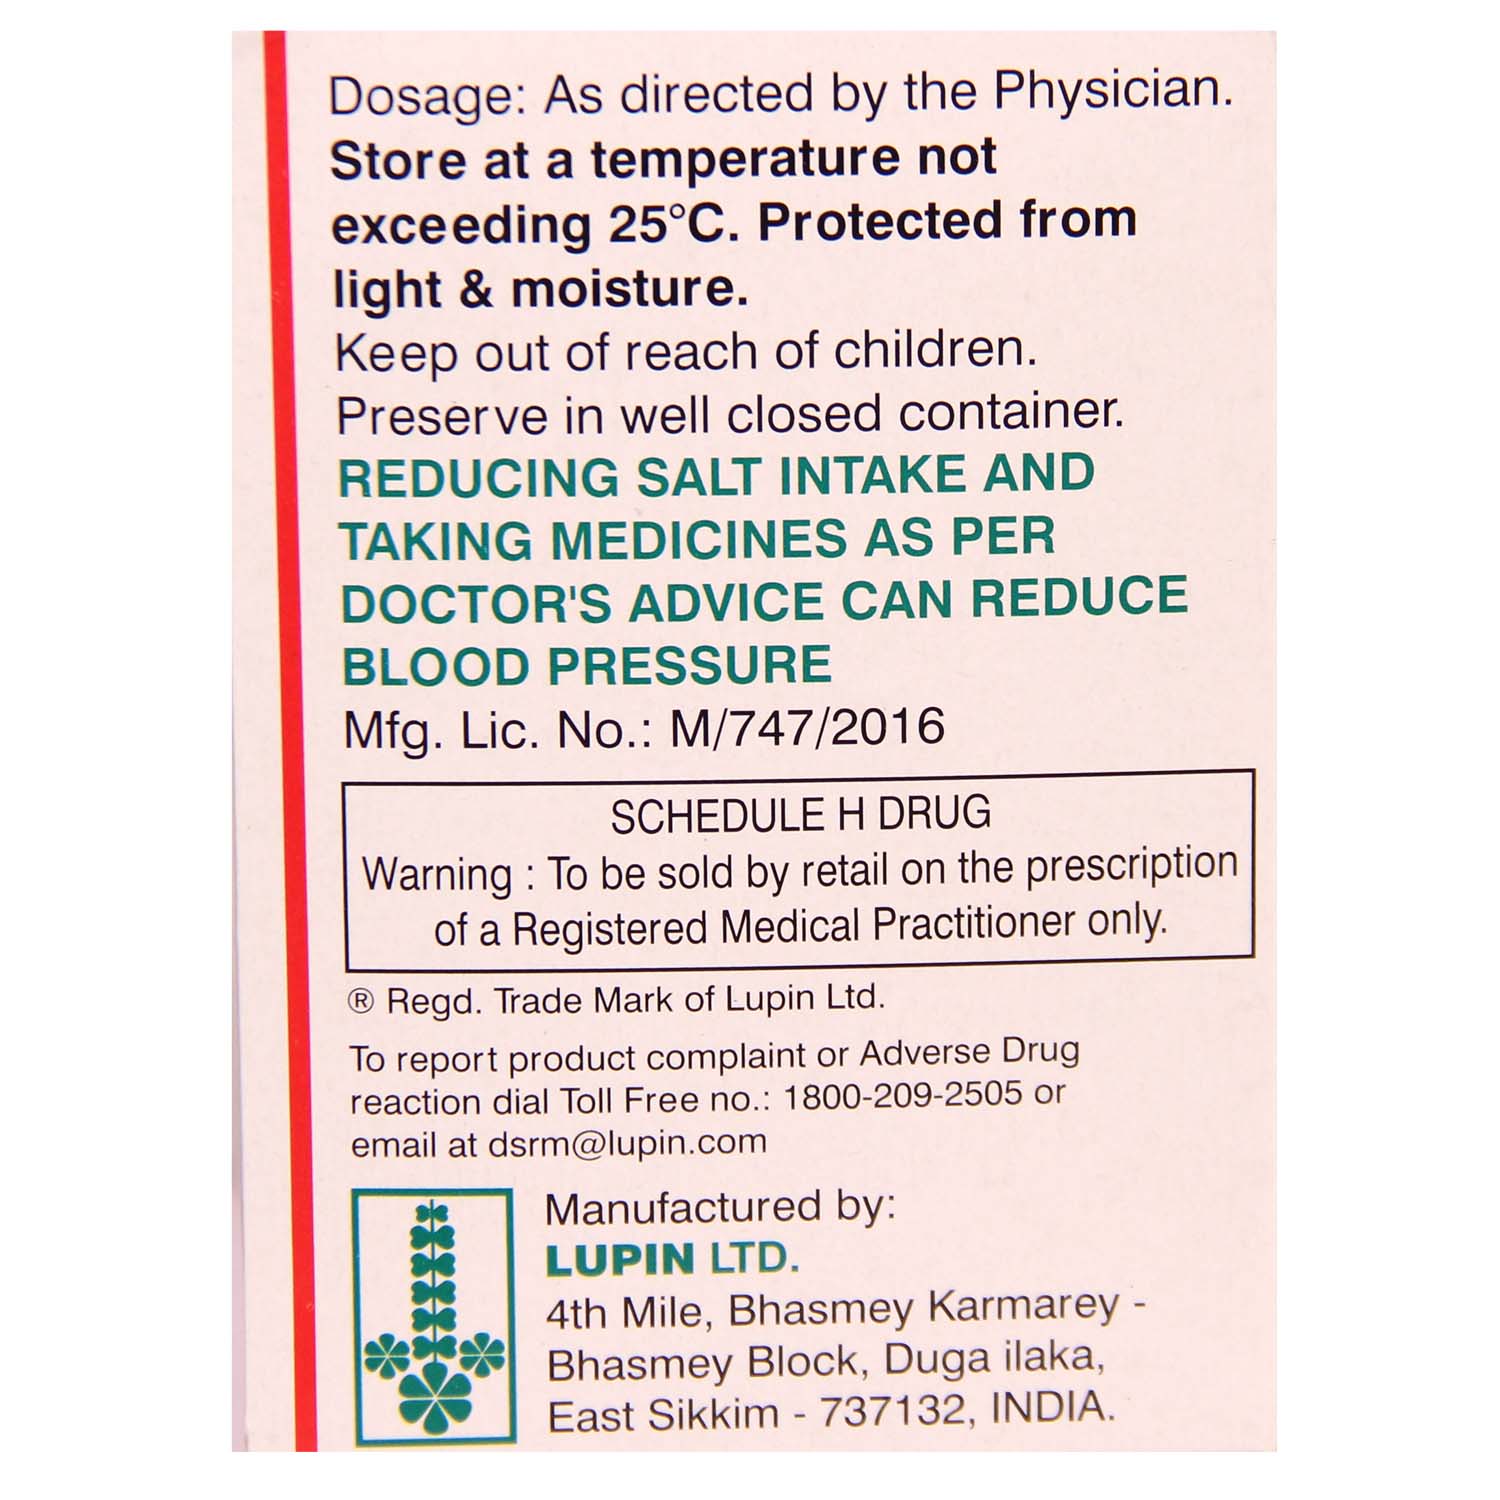 Dosage: As directed by the Physician.
Store at a temperature not
exceeding 25°C. Protected from
light & moisture.
Keep out of reach of children.
Preserve in well closed container.
REDUCING SALT INTAKE AND
TAKING MEDICINES AS PER
DOCTOR'S ADVICE CAN REDUCE
BLOOD PRESSURE
Mfg. Lic. No.: M/747/2016
SCHEDULE H DRUG
Warning : To be sold by retail on the prescription
of a Registered Medical Practitioner only.
® Regd. Trade Mark of Lupin Ltd.
To report product complaint or Adverse Drug
reaction dial Toll Free no.: 1800-209-2505 or
email at dsrm@lupin.com
Manufactured by:
LUPIN LTD.
4th Mile, Bhasmey Karmarey -
Bhasmey Block, Duga ilaka,
East Sikkim - 737132, INDIA.